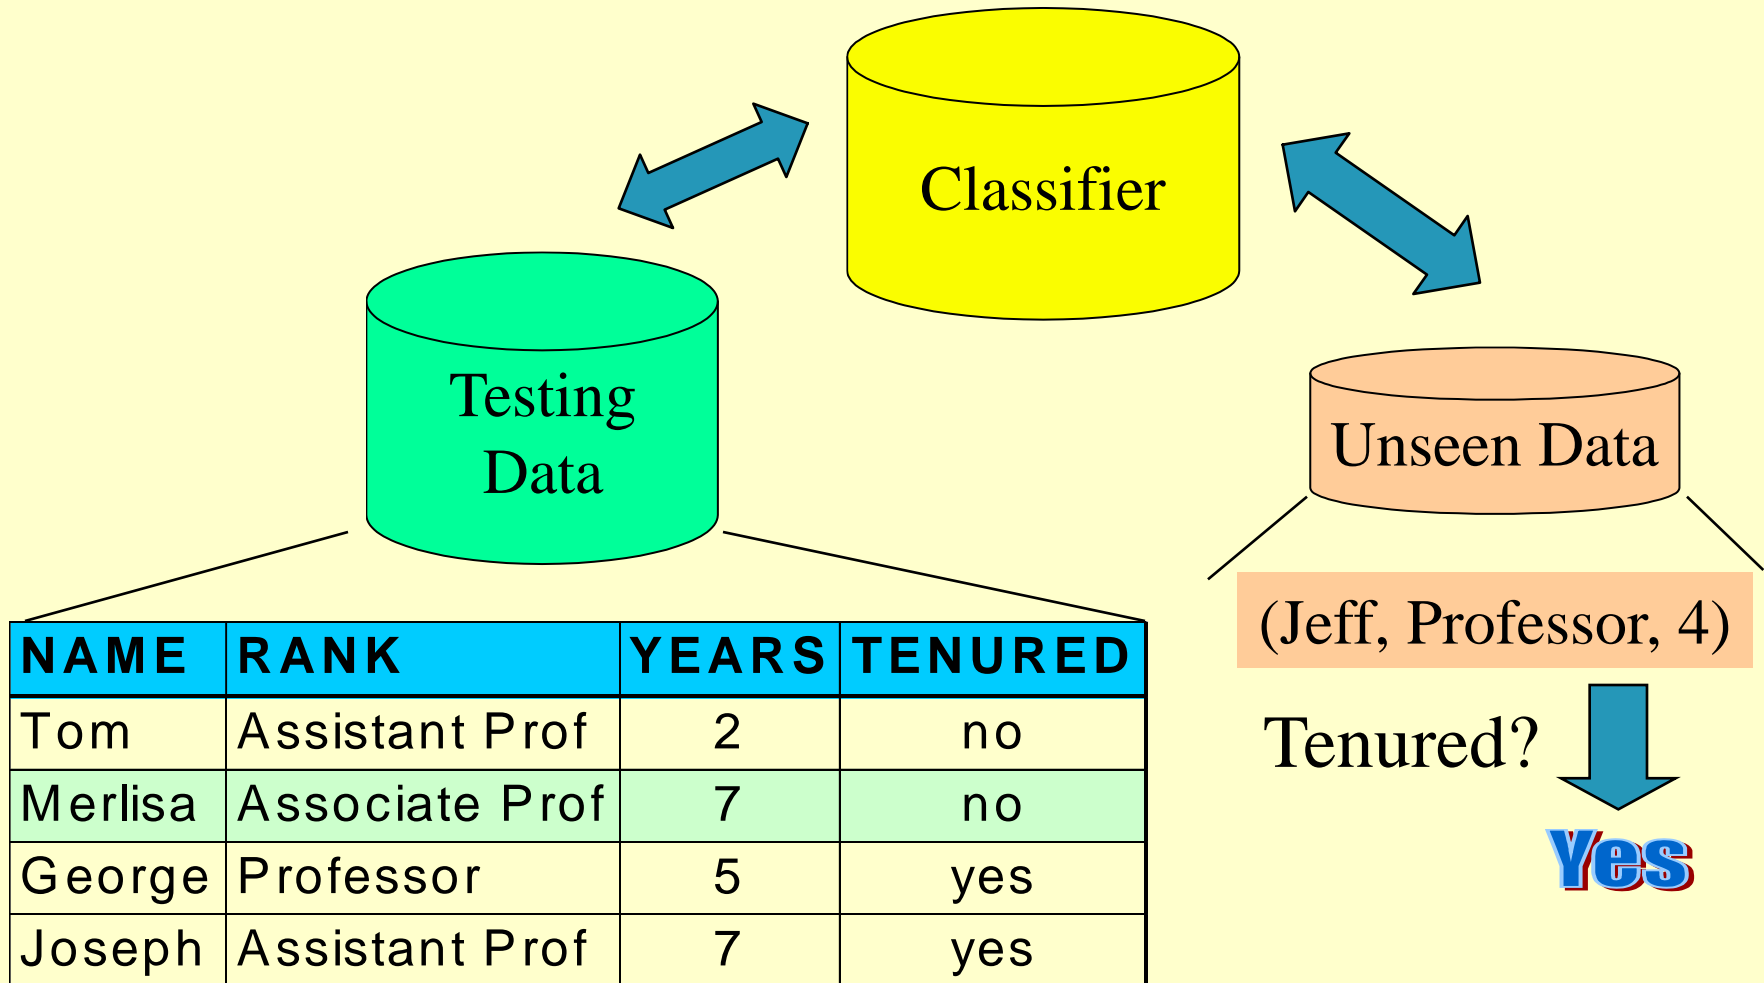 Classifier
Testing
Data
Unseen Data
(Jeff, Professor, 4)
NAME RANK YEARS TENURED
Tom Assistant Prof 2 no
Merlisa Associate Prof 7 no
George Professor 5 yes
Joseph Assistant Prof 7 yes
Tenured?
Yes